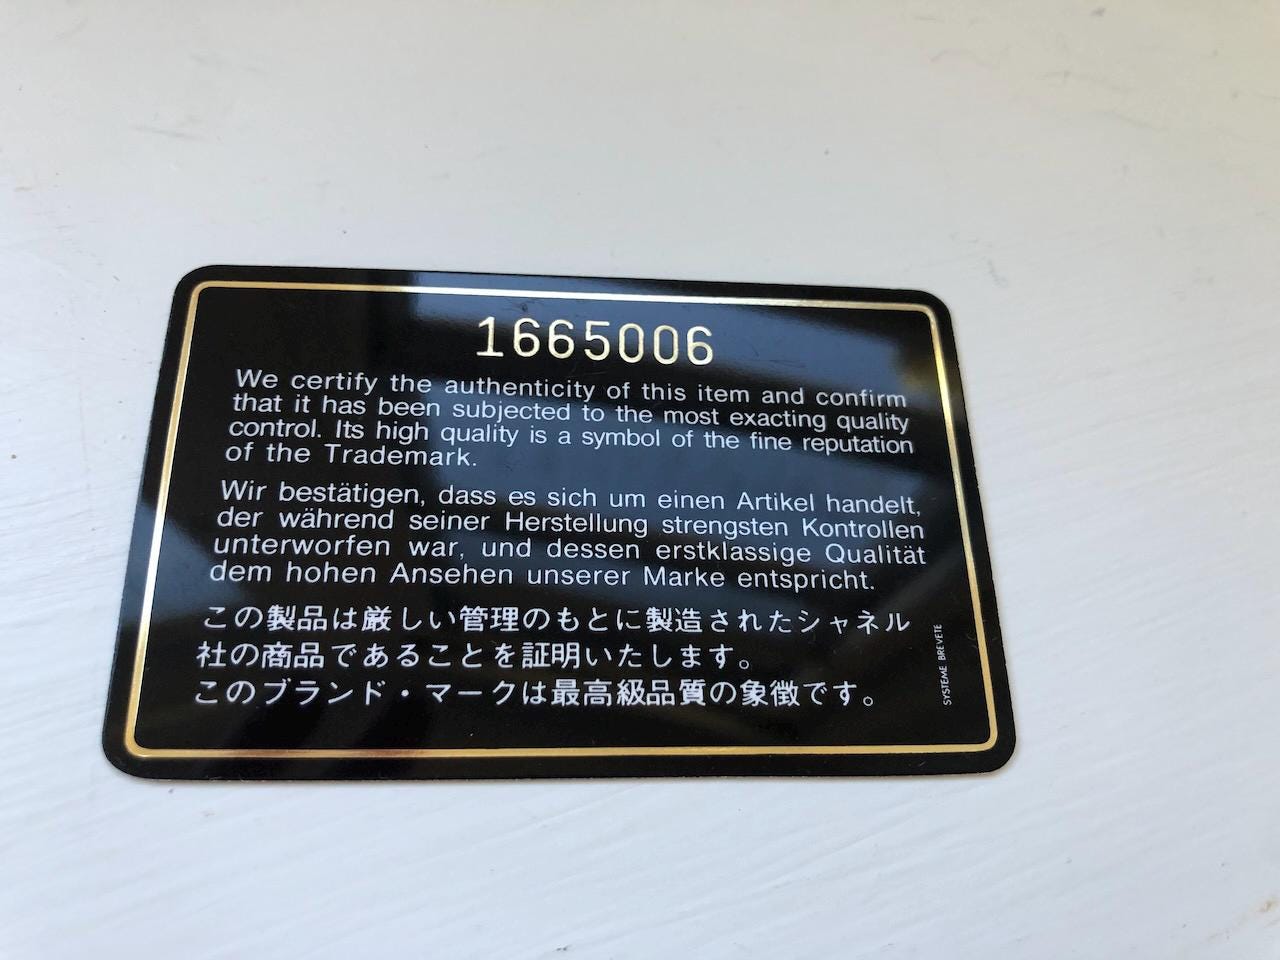 1665006
We certify the authenticity of this item and confirm
that it has been subjected to the most exacting quality
control. Its high quality is a symbol of the fine reputation
of the Trademark.
Wir bestätigen, dass es sich um einen Artikel handelt,
der während seiner Herstellung strengsten Kontrollen
unterworfen war, und dessen erstklassige Qualität
dem hohen Ansehen unserer Marke entspricht.
この製品は厳しい管理のもとに製造されたシャネル
社の商品であることを証明いたします。
このブランド・マークは最高級品質の象徴です。
SYSTEME BREVETE